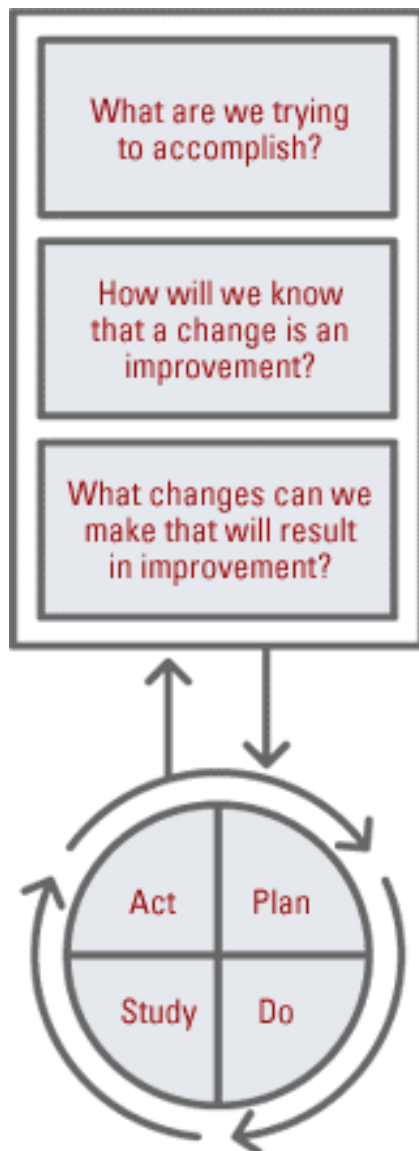 What are we trying
to accomplish?
How will we know
that a change is an
improvement?
What changes can we
make that will result
in improvement?
Act
Plan
Study
Do